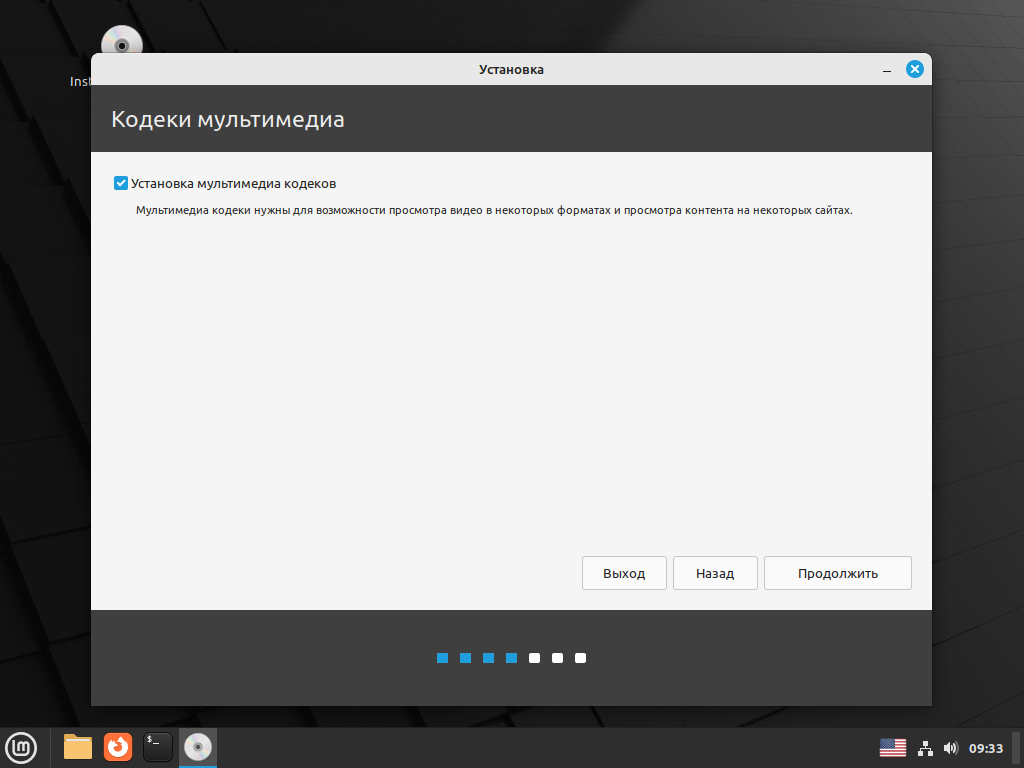 Установка
Inst
Кодеки мультимедиа
Установка мультимедиа кодеков
Мультимедиа кодеки нужны для возможности просмотра видео в некоторых форматах и просмотра контента на некоторых сайтах.
Выход
Назад
Продолжить
$_
09:33